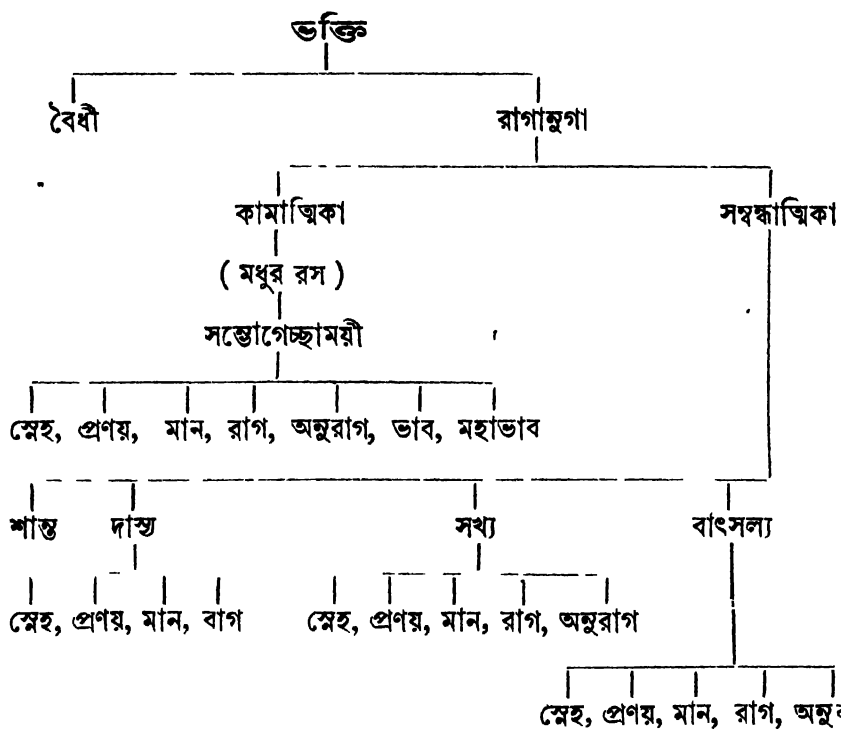 ভক্তি
বৈধী রাগানুগা
কামাত্মিকা সম্বন্ধাত্মিকা
( মধুর রস )
সম্ভোগেচ্ছাময়ী
স্নেহ, প্রণয়, মান, রাগ, অনুরাগ, ভাব, মহাভাব
শান্ত দাস্য সখ্য বাৎসল্য
স্নেহ, প্রণয়, মান, বাগ স্নেহ, প্রণয়, মান, রাগ, অনুরাগ
স্নেহ, প্রণয়, মান, রাগ,